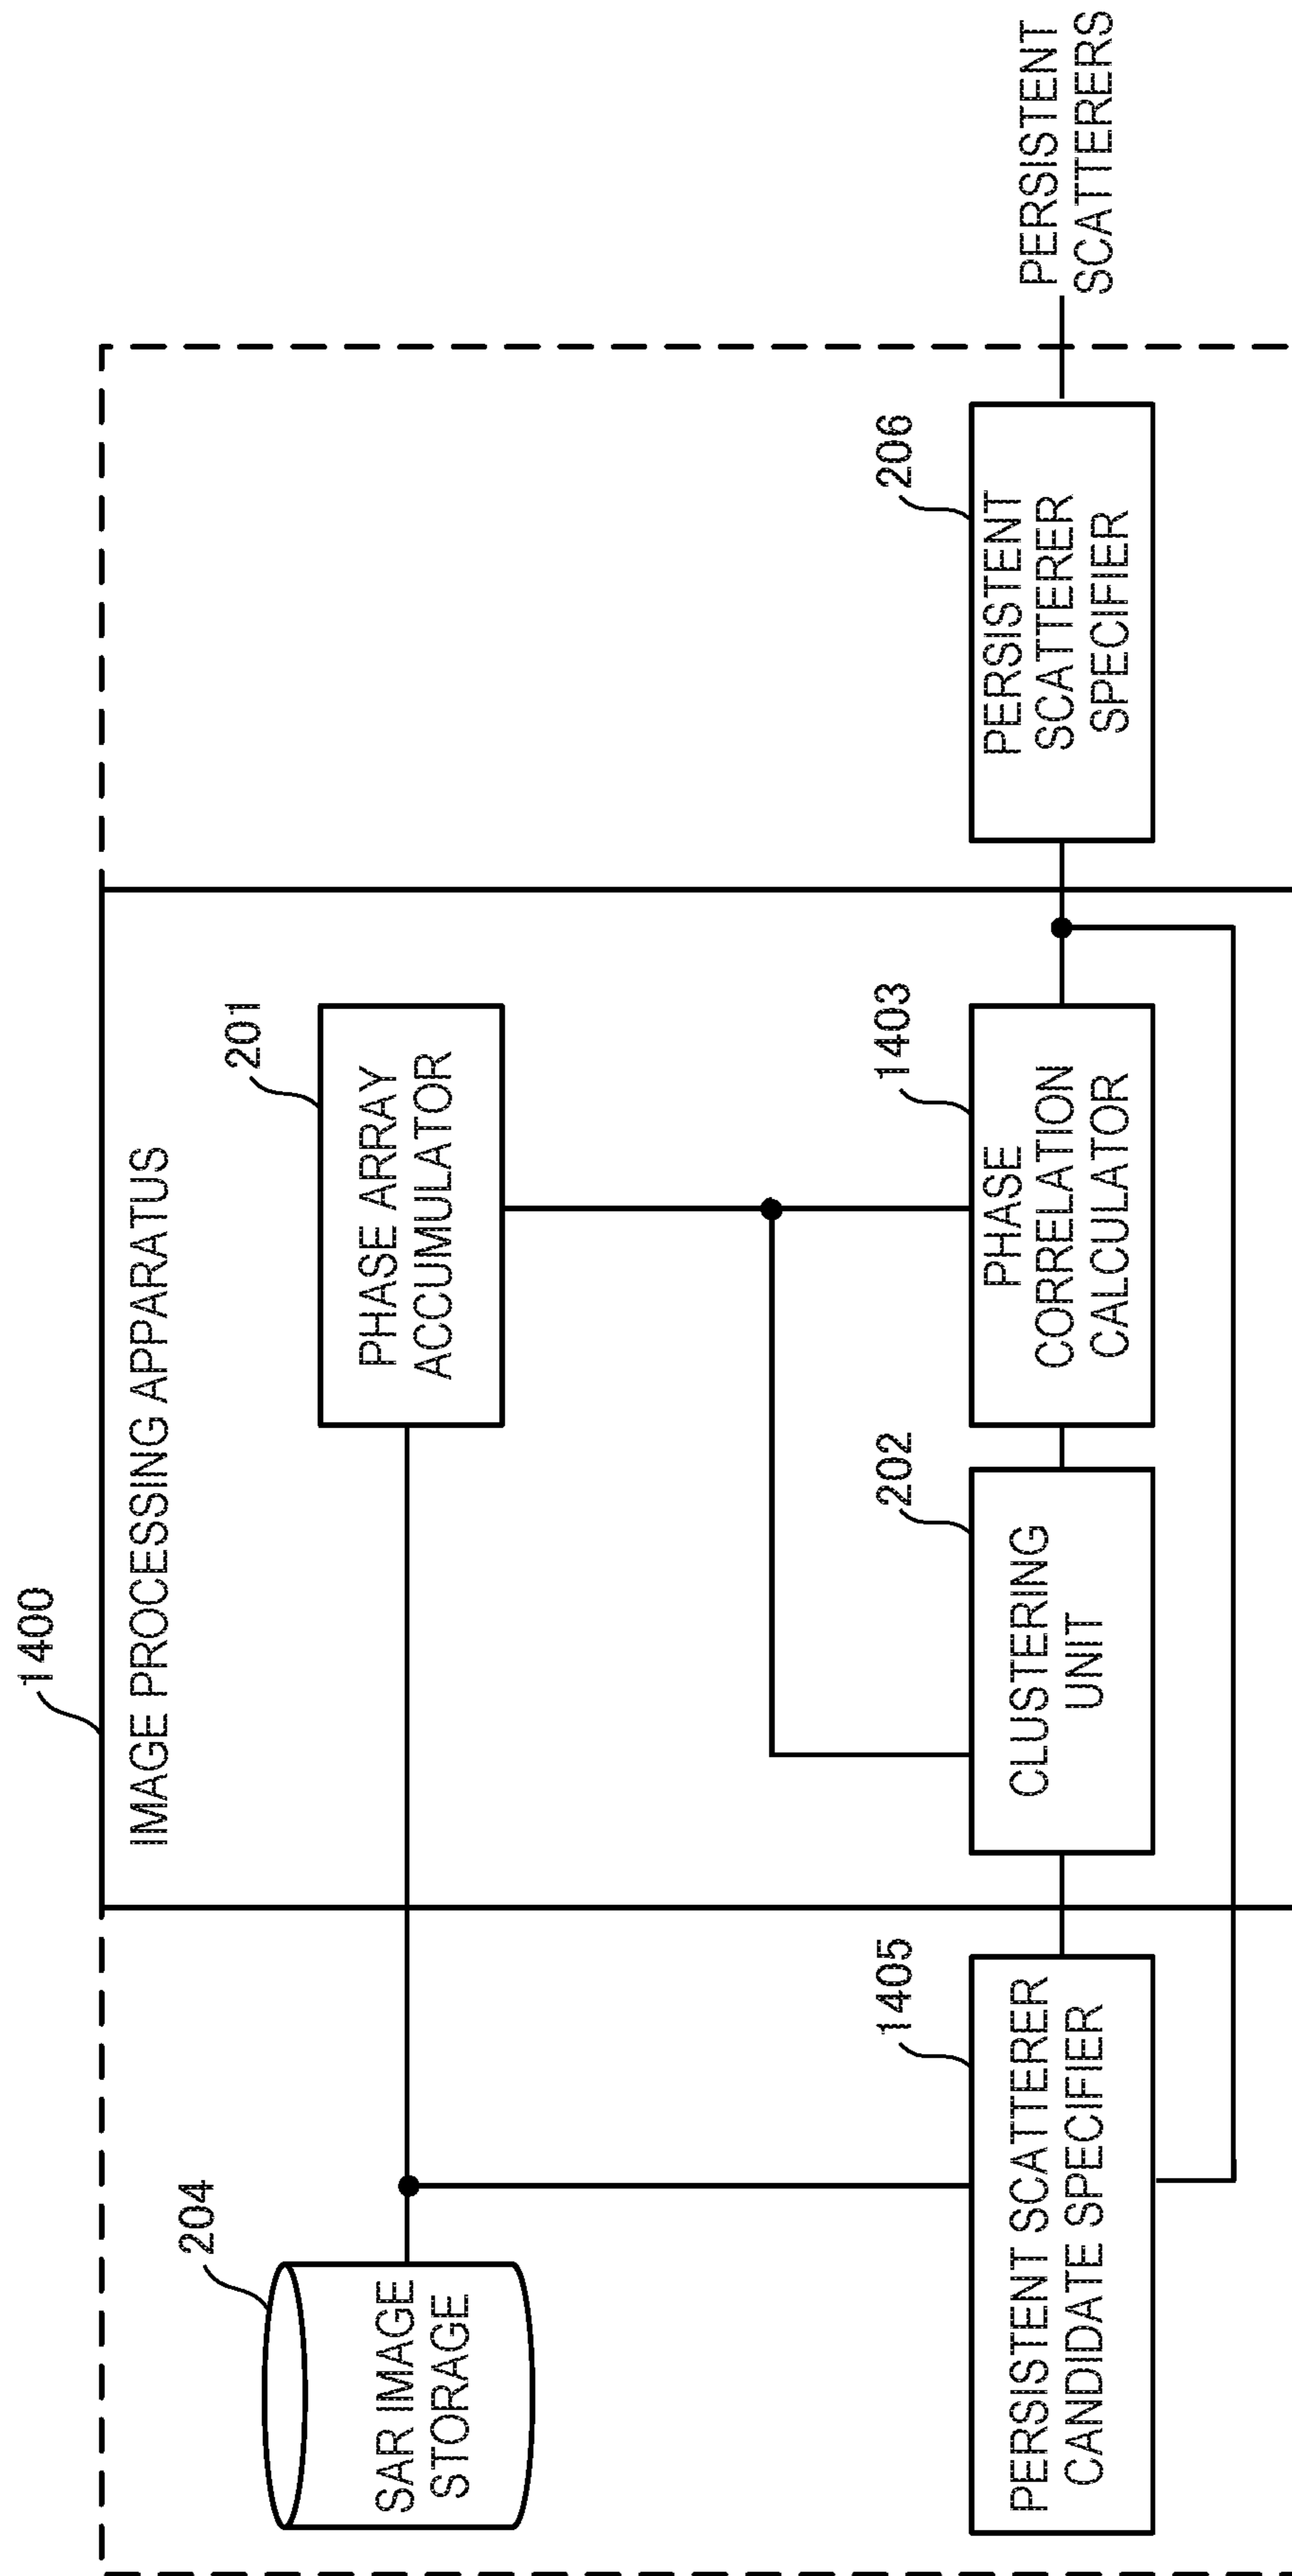 1400
IMAGE PROCESSING APPARATUS
204
SAR IMAGE
STORAGE
201
PHASE ARRAY
ACCUMULATOR
1405
PERSISTENT SCATTERER
CANDIDATE SPECIFIER
202
CLUSTERING
UNIT
1403
PHASE
CORRELATION
CALCULATOR
206
PERSISTENT
SCATTERER
SPECIFIER
PERSISTENT
SCATTERERS